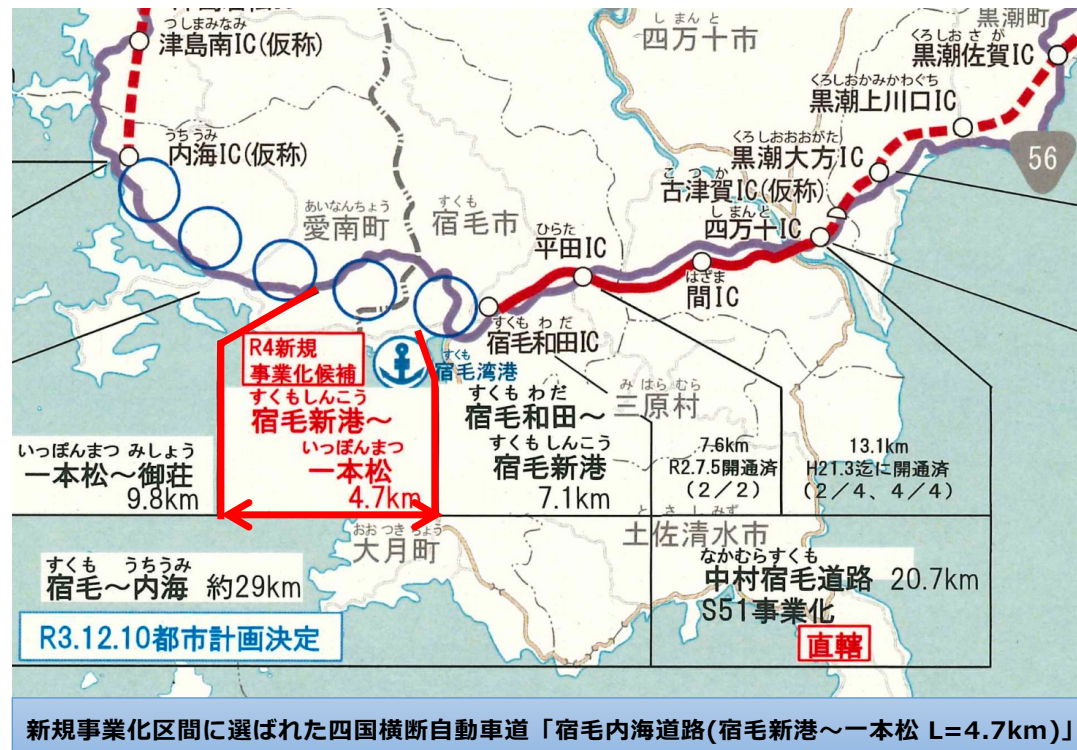 つしまみなみ
津島南IC(仮称)
うちうみ
内海IC(仮称)
あいなんちょう
愛南町
すくも
宿毛市
しまんと
四万十市
黒潮町
くろしおさが
黒潮佐賀IC
くろしおかみかわぐち
黒潮上川口IC
くろしおおおがた
黒潮大方IC
こつか
古津賀IC(仮称)
しまんと
四万十IC
56
ひらた
平田IC
はざま
間IC
すくもわだ
宿毛和田IC
R4新規
事業化候補
すくも
宿毛湾港
すくもしんこう
宿毛新港～
いっぽんまつ
一本松
4.7km
すくもわだ
宿毛和田～
すくもしんこう
宿毛新港
7.1km
みはらむら
三原村
7.6km
R2.7.5開通済
(2／2)
13.1km
H21.3迄に開通済
(2／4、4／4)
いっぽんまつ みしょう
一本松～御荘
9.8km
おおつきちょう
大月町
とさしみずし
土佐清水市
すくも うちうみ
宿毛～内海 約29km
なかむらすくも
中村宿毛道路 20.7km
S51事業化
R3.12.10都市計画決定
直轄
新規事業化区間に選ばれた四国横断自動車道「宿毛内海道路(宿毛新港～一本松 L=4.7km)」